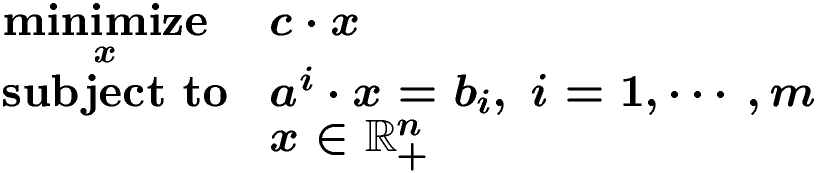 minimize c · x
x
subject to a^i · x = b_i, i = 1, · · · , m
x ∈ ℝ^n_+